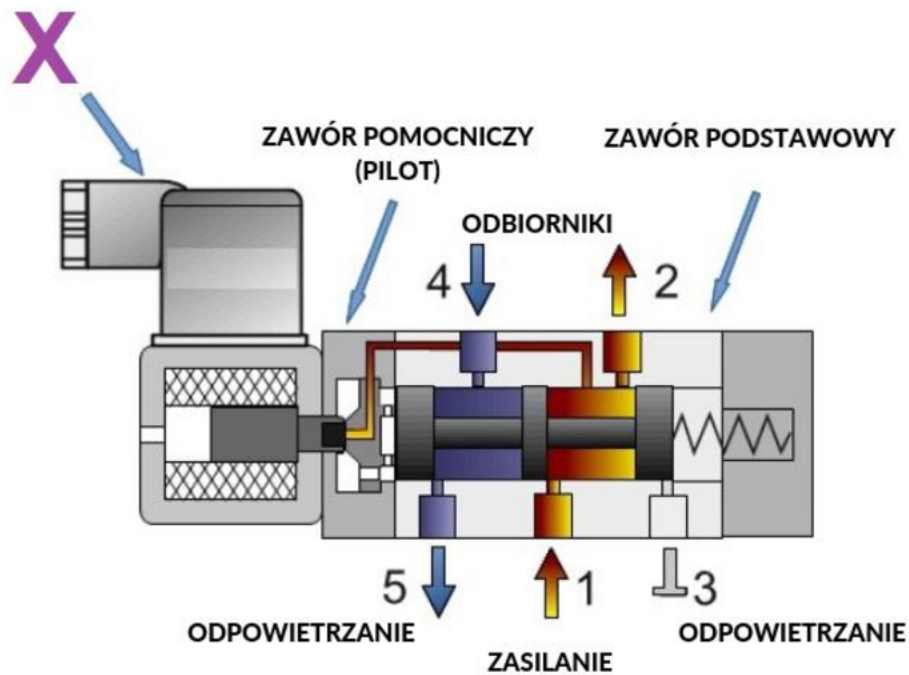 X
ZAWÓR POMOCNICZY
(PILOT)
ZAWÓR PODSTAWOWY
ODBIORNIKI
4
2
5
1
3
ODPOWIETRZANIE
ZASILANIE
ODPOWIETRZANIE